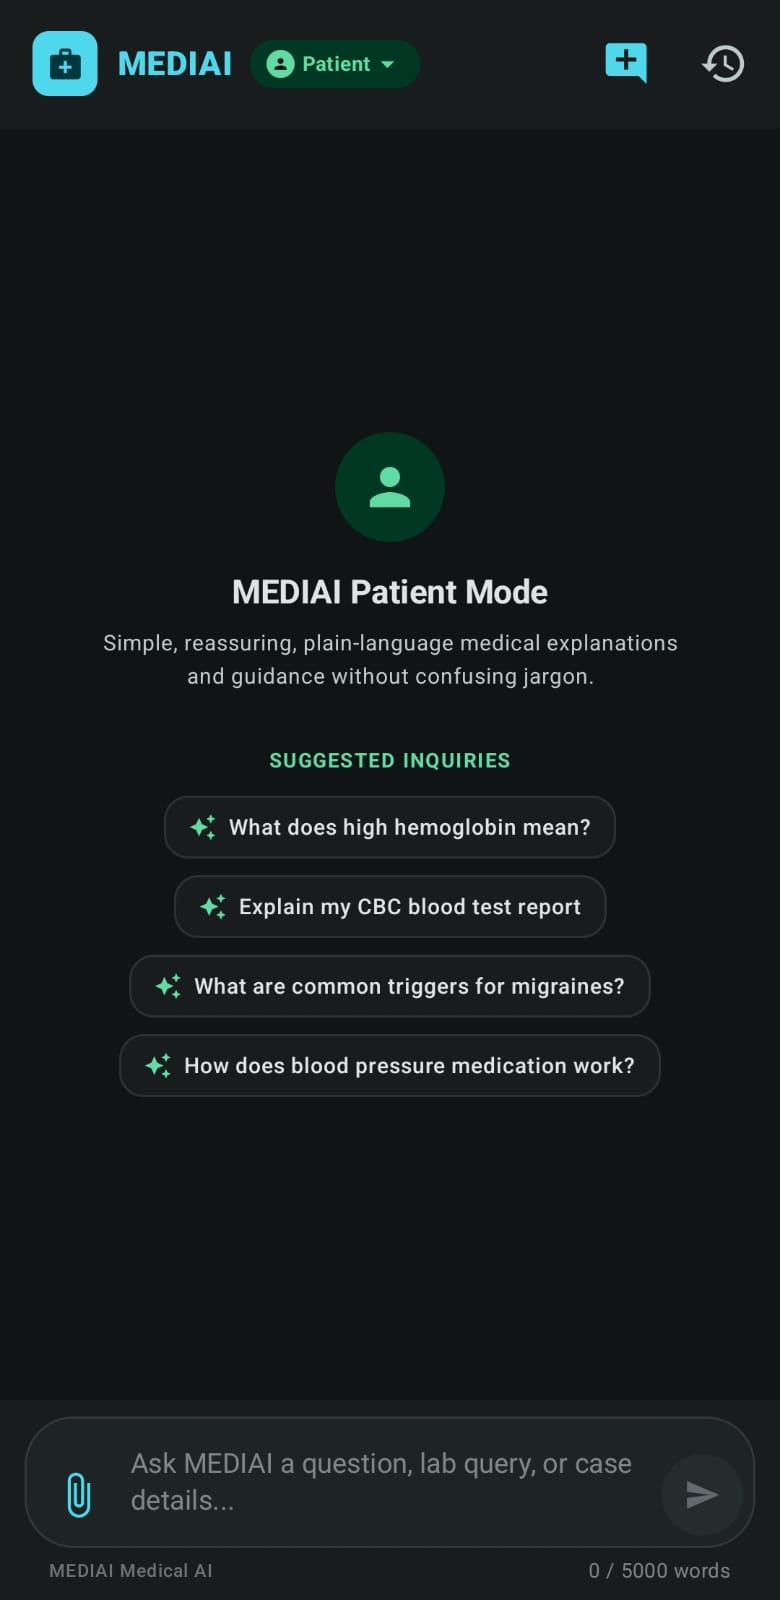 MEDIAI
Patient
MEDIAI Patient Mode
Simple, reassuring, plain-language medical explanations
and guidance without confusing jargon.
SUGGESTED INQUIRIES
What does high hemoglobin mean?
Explain my CBC blood test report
What are common triggers for migraines?
How does blood pressure medication work?
Ask MEDIAI a question, lab query, or case
details...
MEDIAI Medical AI
0 / 5000 words